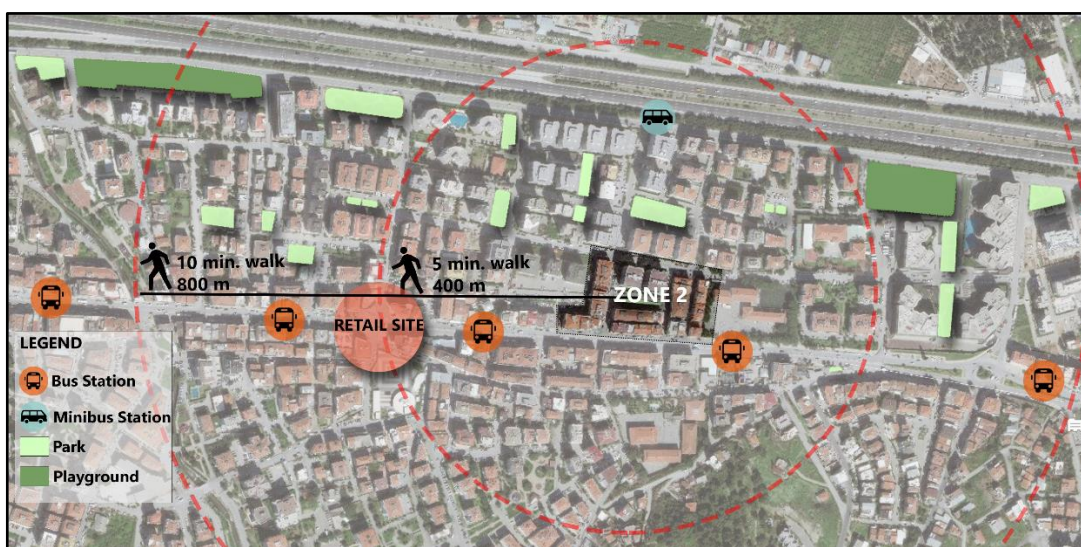 10 min. walk
800 m
5 min. walk
400 m
ZONE 2
RETAIL SITE
LEGEND
Bus Station
Minibus Station
Park
Playground